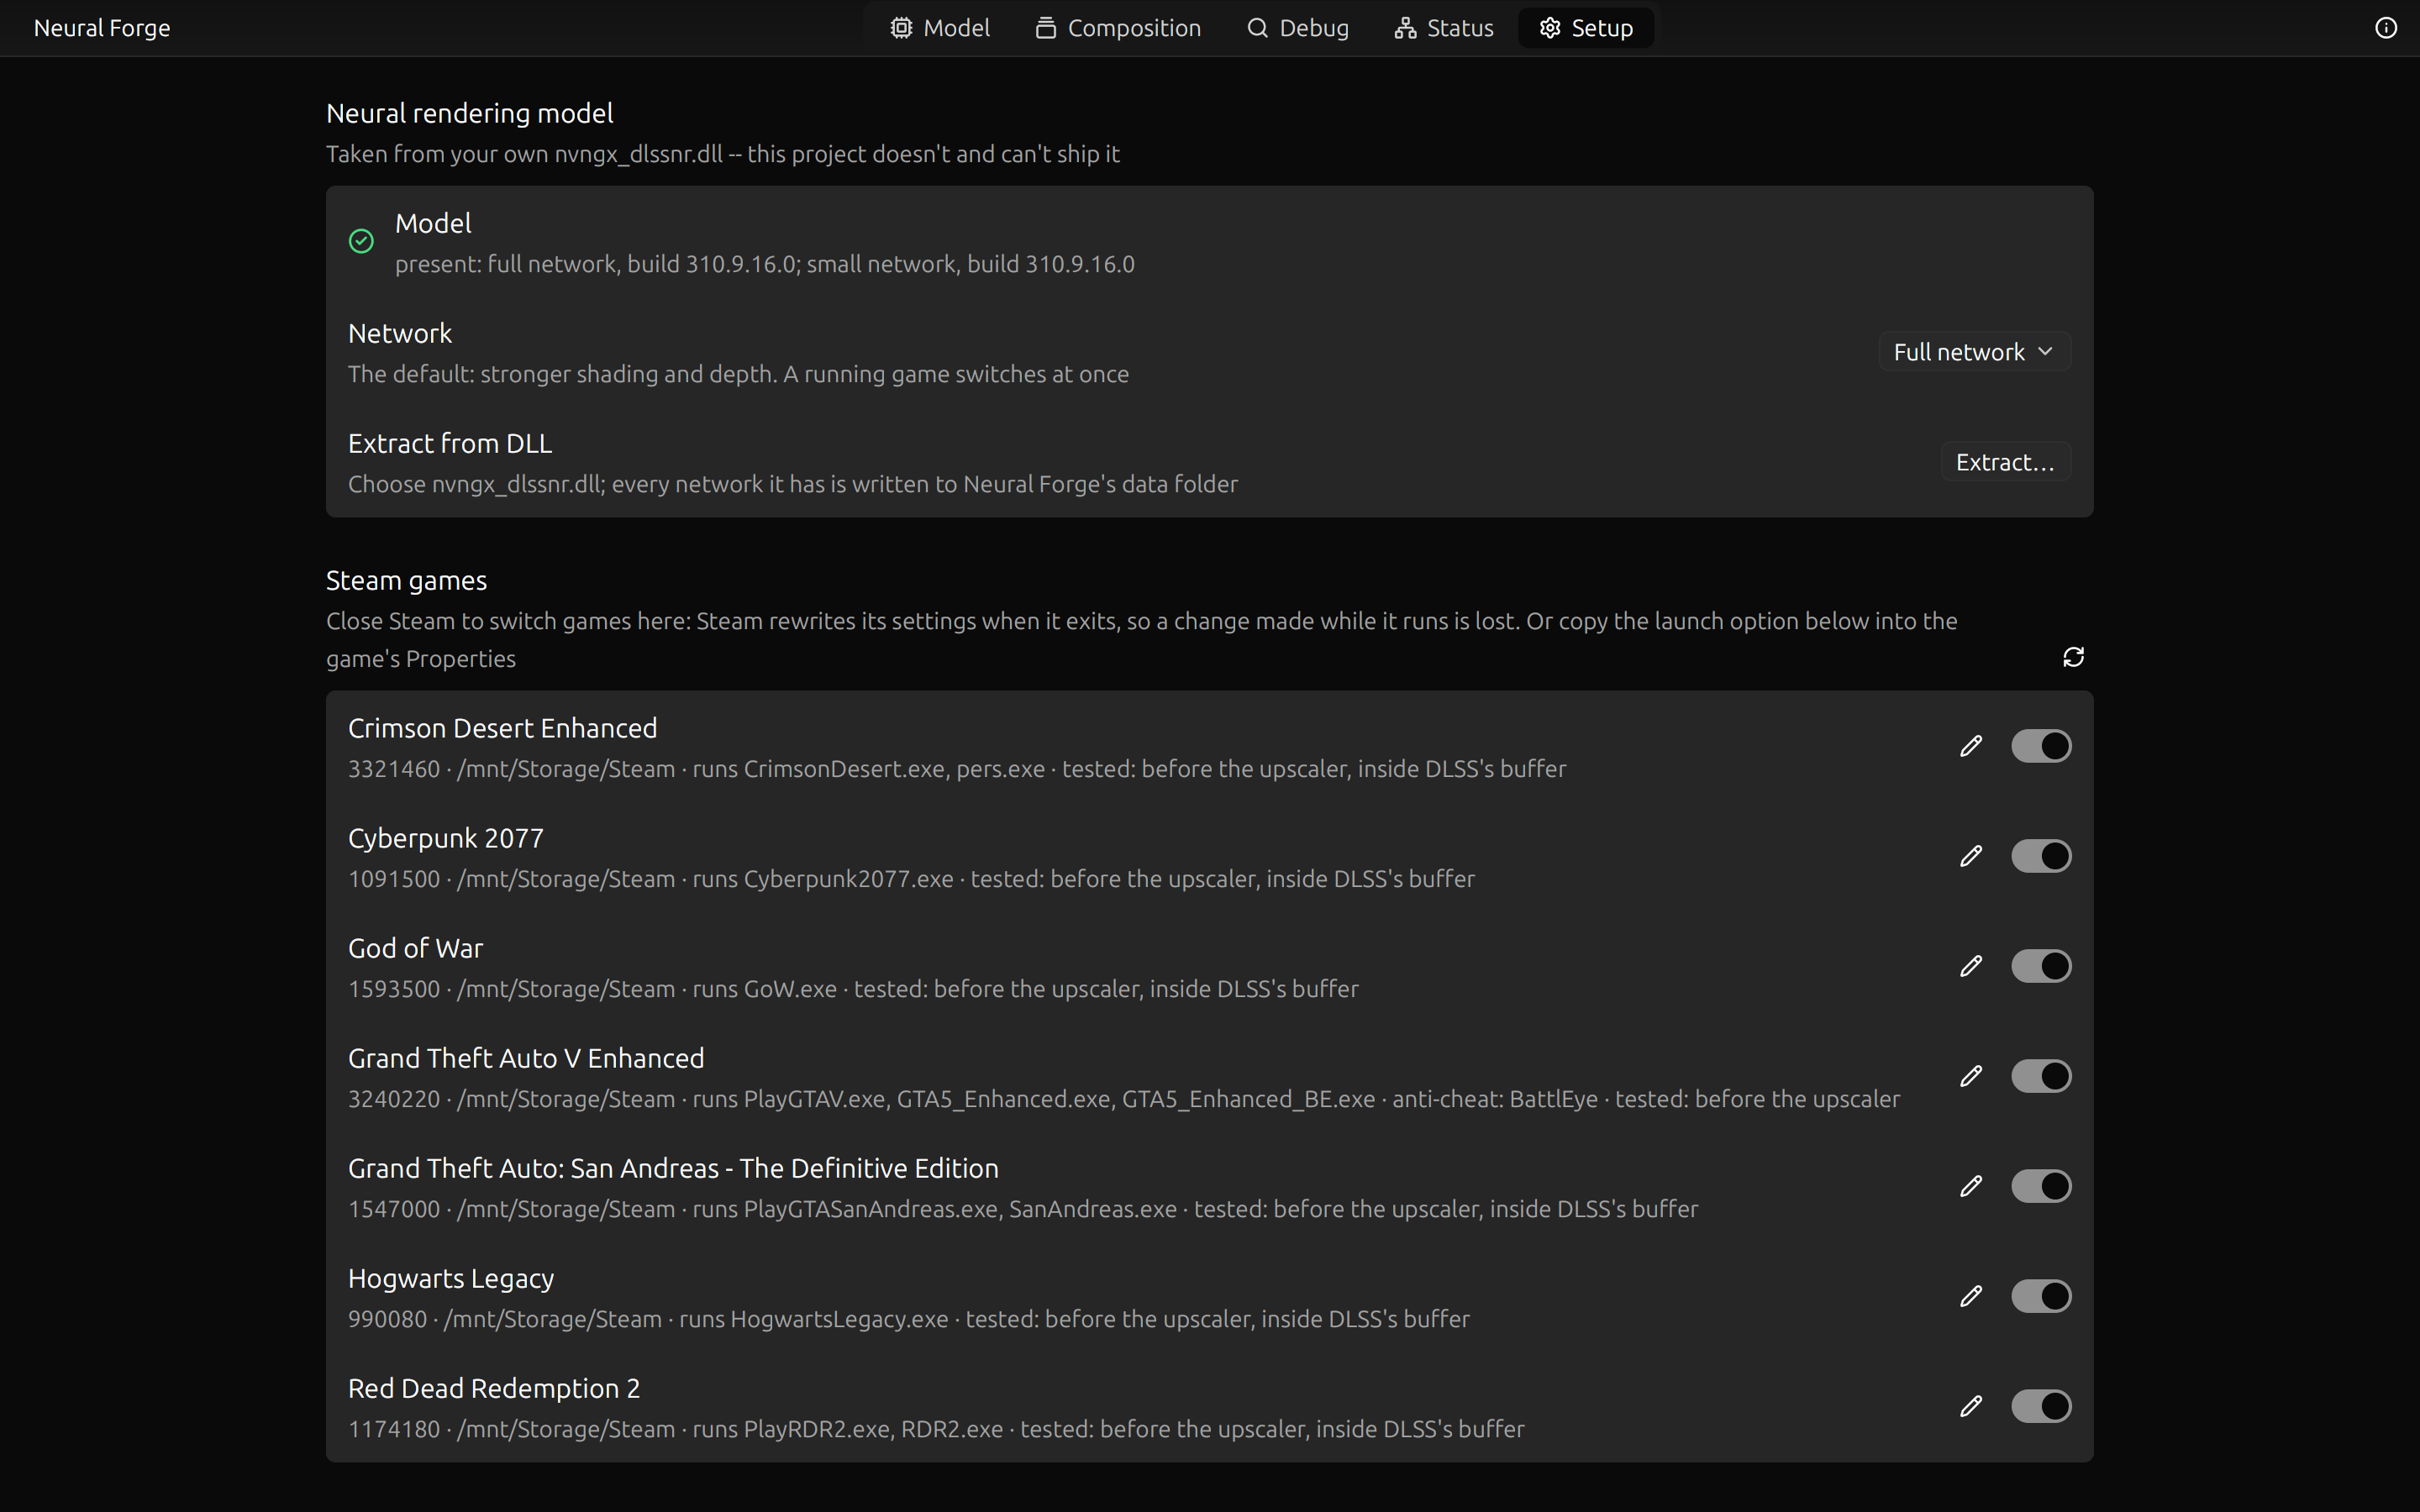 Neural Forge
Model
Composition
Debug
Status
Setup
Neural rendering model
Taken from your own nvngx_dlssnr.dll -- this project doesn't and can't ship it
Model
present: full network, build 310.9.16.0; small network, build 310.9.16.0
Network
The default: stronger shading and depth. A running game switches at once
Full network
Extract from DLL
Choose nvngx_dlssnr.dll; every network it has is written to Neural Forge's data folder
Extract…
Steam games
Close Steam to switch games here: Steam rewrites its settings when it exits, so a change made while it runs is lost. Or copy the launch option below into the
game's Properties
Crimson Desert Enhanced
3321460 · /mnt/Storage/Steam · runs CrimsonDesert.exe, pers.exe · tested: before the upscaler, inside DLSS's buffer
Cyberpunk 2077
1091500 · /mnt/Storage/Steam · runs Cyberpunk2077.exe · tested: before the upscaler, inside DLSS's buffer
God of War
1593500 · /mnt/Storage/Steam · runs GoW.exe · tested: before the upscaler, inside DLSS's buffer
Grand Theft Auto V Enhanced
3240220 · /mnt/Storage/Steam · runs PlayGTAV.exe, GTA5_Enhanced.exe, GTA5_Enhanced_BE.exe · anti-cheat: BattlEye · tested: before the upscaler
Grand Theft Auto: San Andreas - The Definitive Edition
1547000 · /mnt/Storage/Steam · runs PlayGTASanAndreas.exe, SanAndreas.exe · tested: before the upscaler, inside DLSS's buffer
Hogwarts Legacy
990080 · /mnt/Storage/Steam · runs HogwartsLegacy.exe · tested: before the upscaler, inside DLSS's buffer
Red Dead Redemption 2
1174180 · /mnt/Storage/Steam · runs PlayRDR2.exe, RDR2.exe · tested: before the upscaler, inside DLSS's buffer